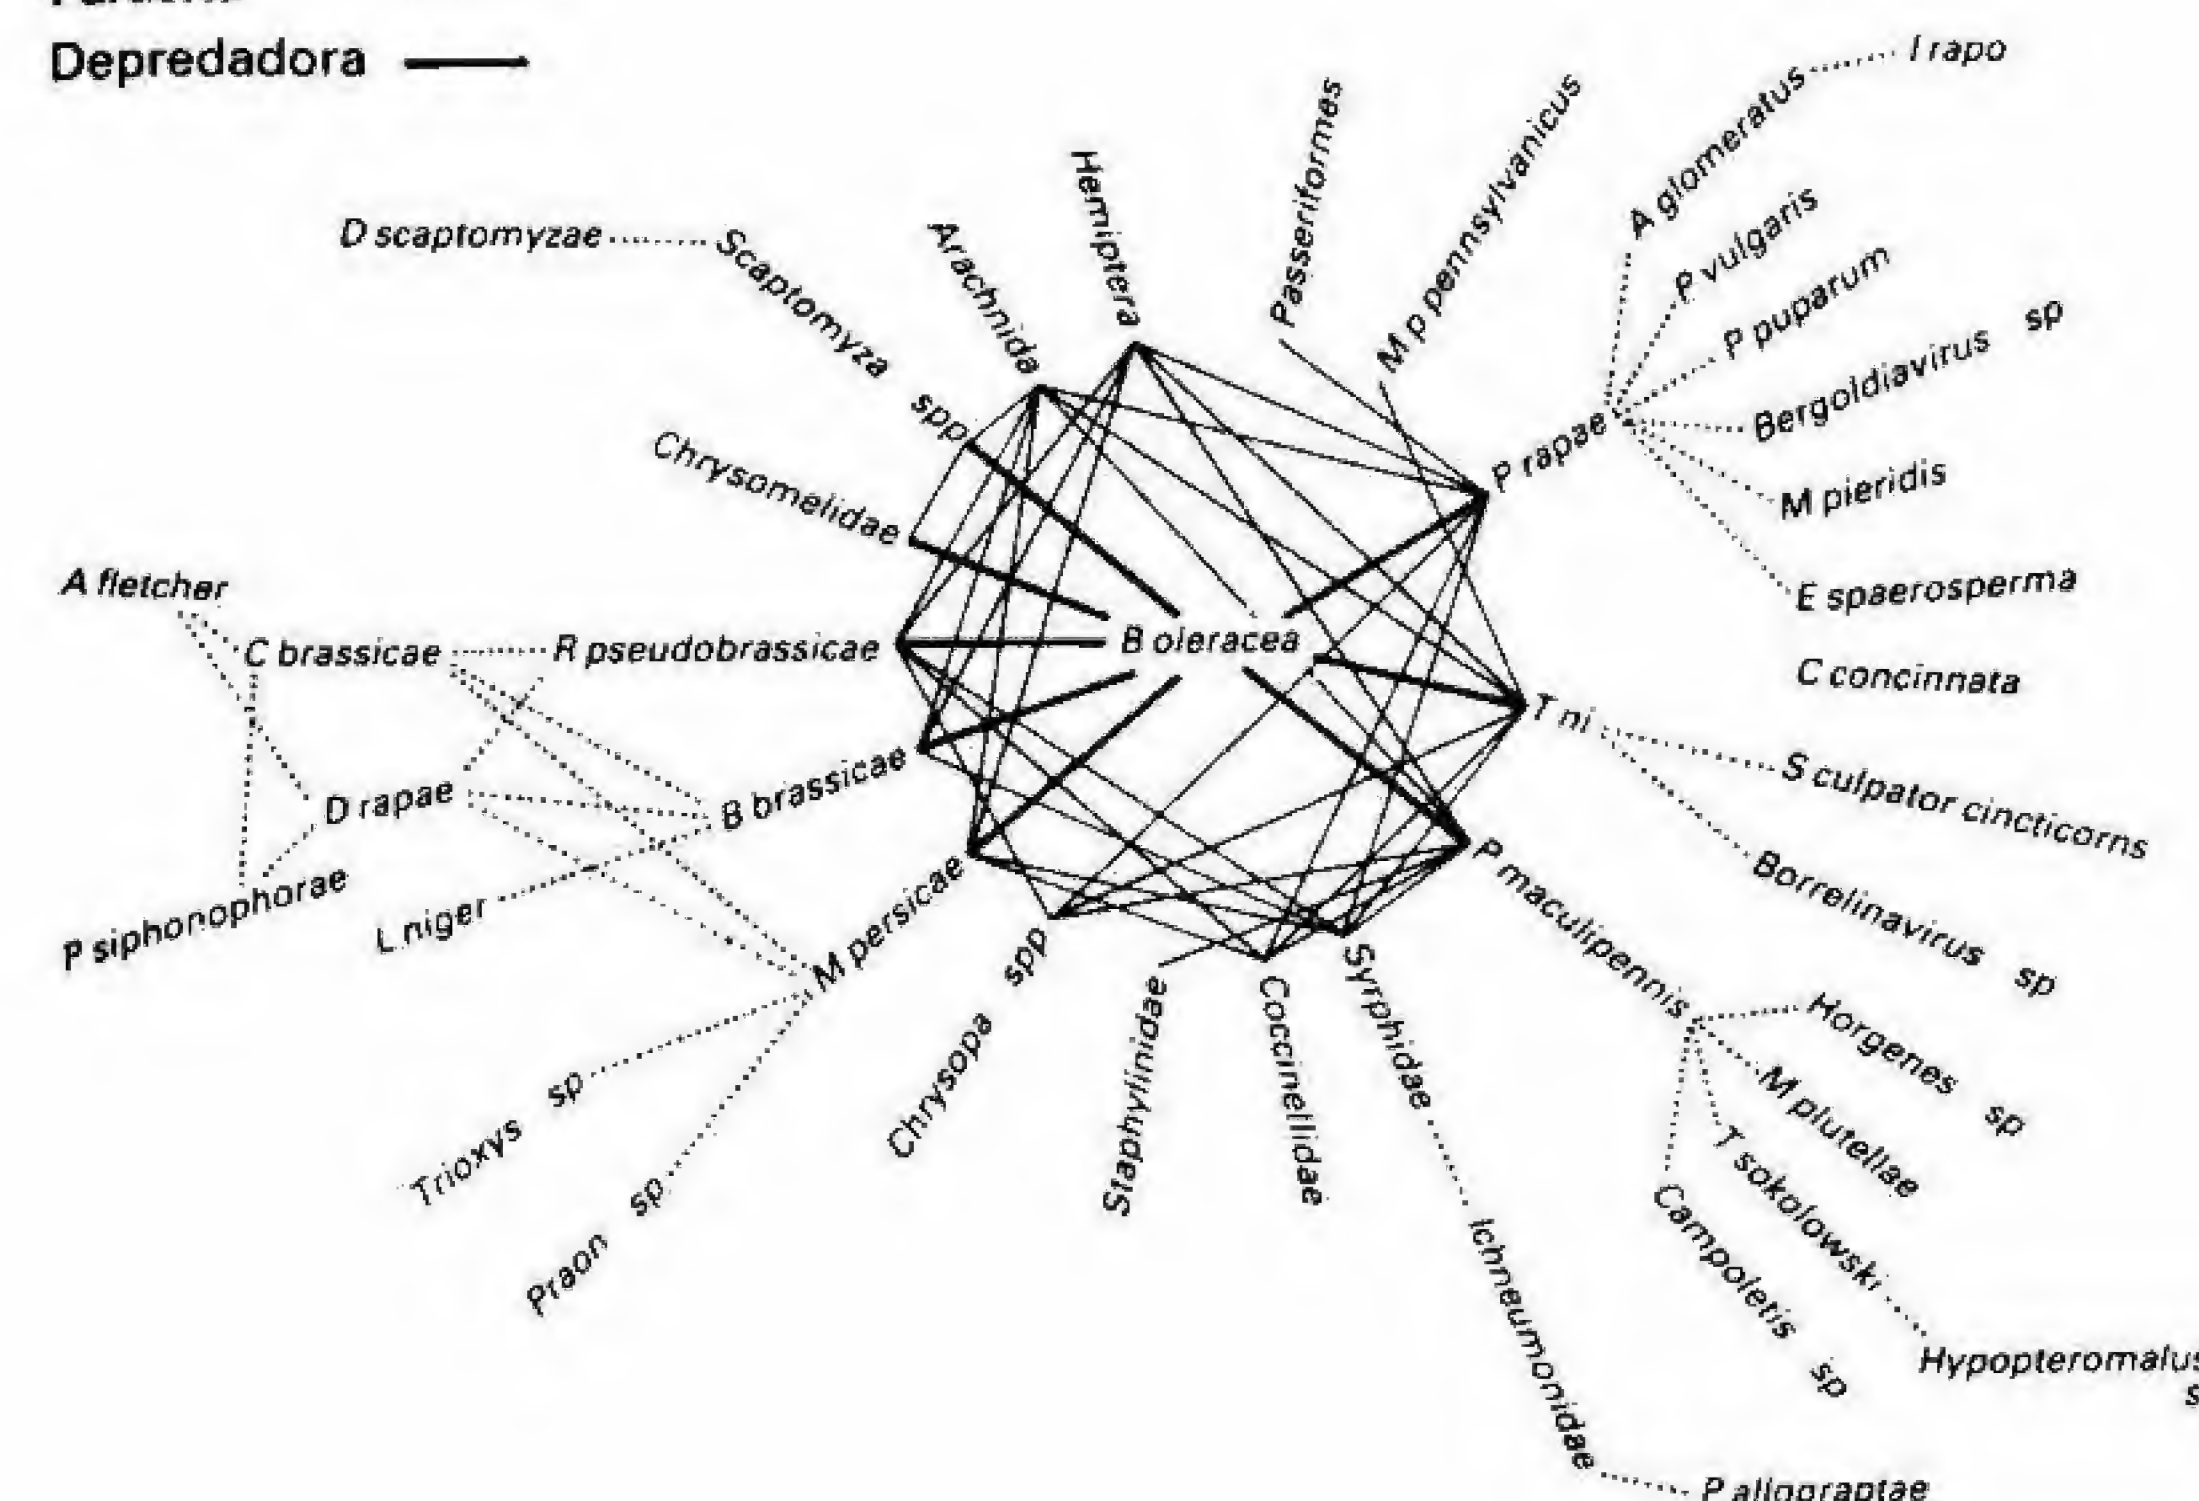 Depredadora
I rapo
A glomeratus
P vulgaris
P puparum
Bergoldiavirus sp
M pieridis
E spaerosperma
C concinnata
S culpator cincticorns
Borrelinavirus sp
Horgenes sp
M plutellae
T sokolowski
Campoletis sp
Hypopteromalus
P allograptae
Ichneumonidae
Syrphidae
Coccinellidae
Staphylinidae
Chrysopa spp
M persicae
Praon sp
Trioxys sp
L niger
P siphonophorae
D rapae
B brassicae
R pseudobrassicae
C brassicae
A fletcher
Chrysomelidae
Scaptomyza spp
D scaptomyzae
Arachnida
Hemiptera
Passeriformes
M p pennsylvanicus
P rapae
T ni
P maculipennis
B oleracea